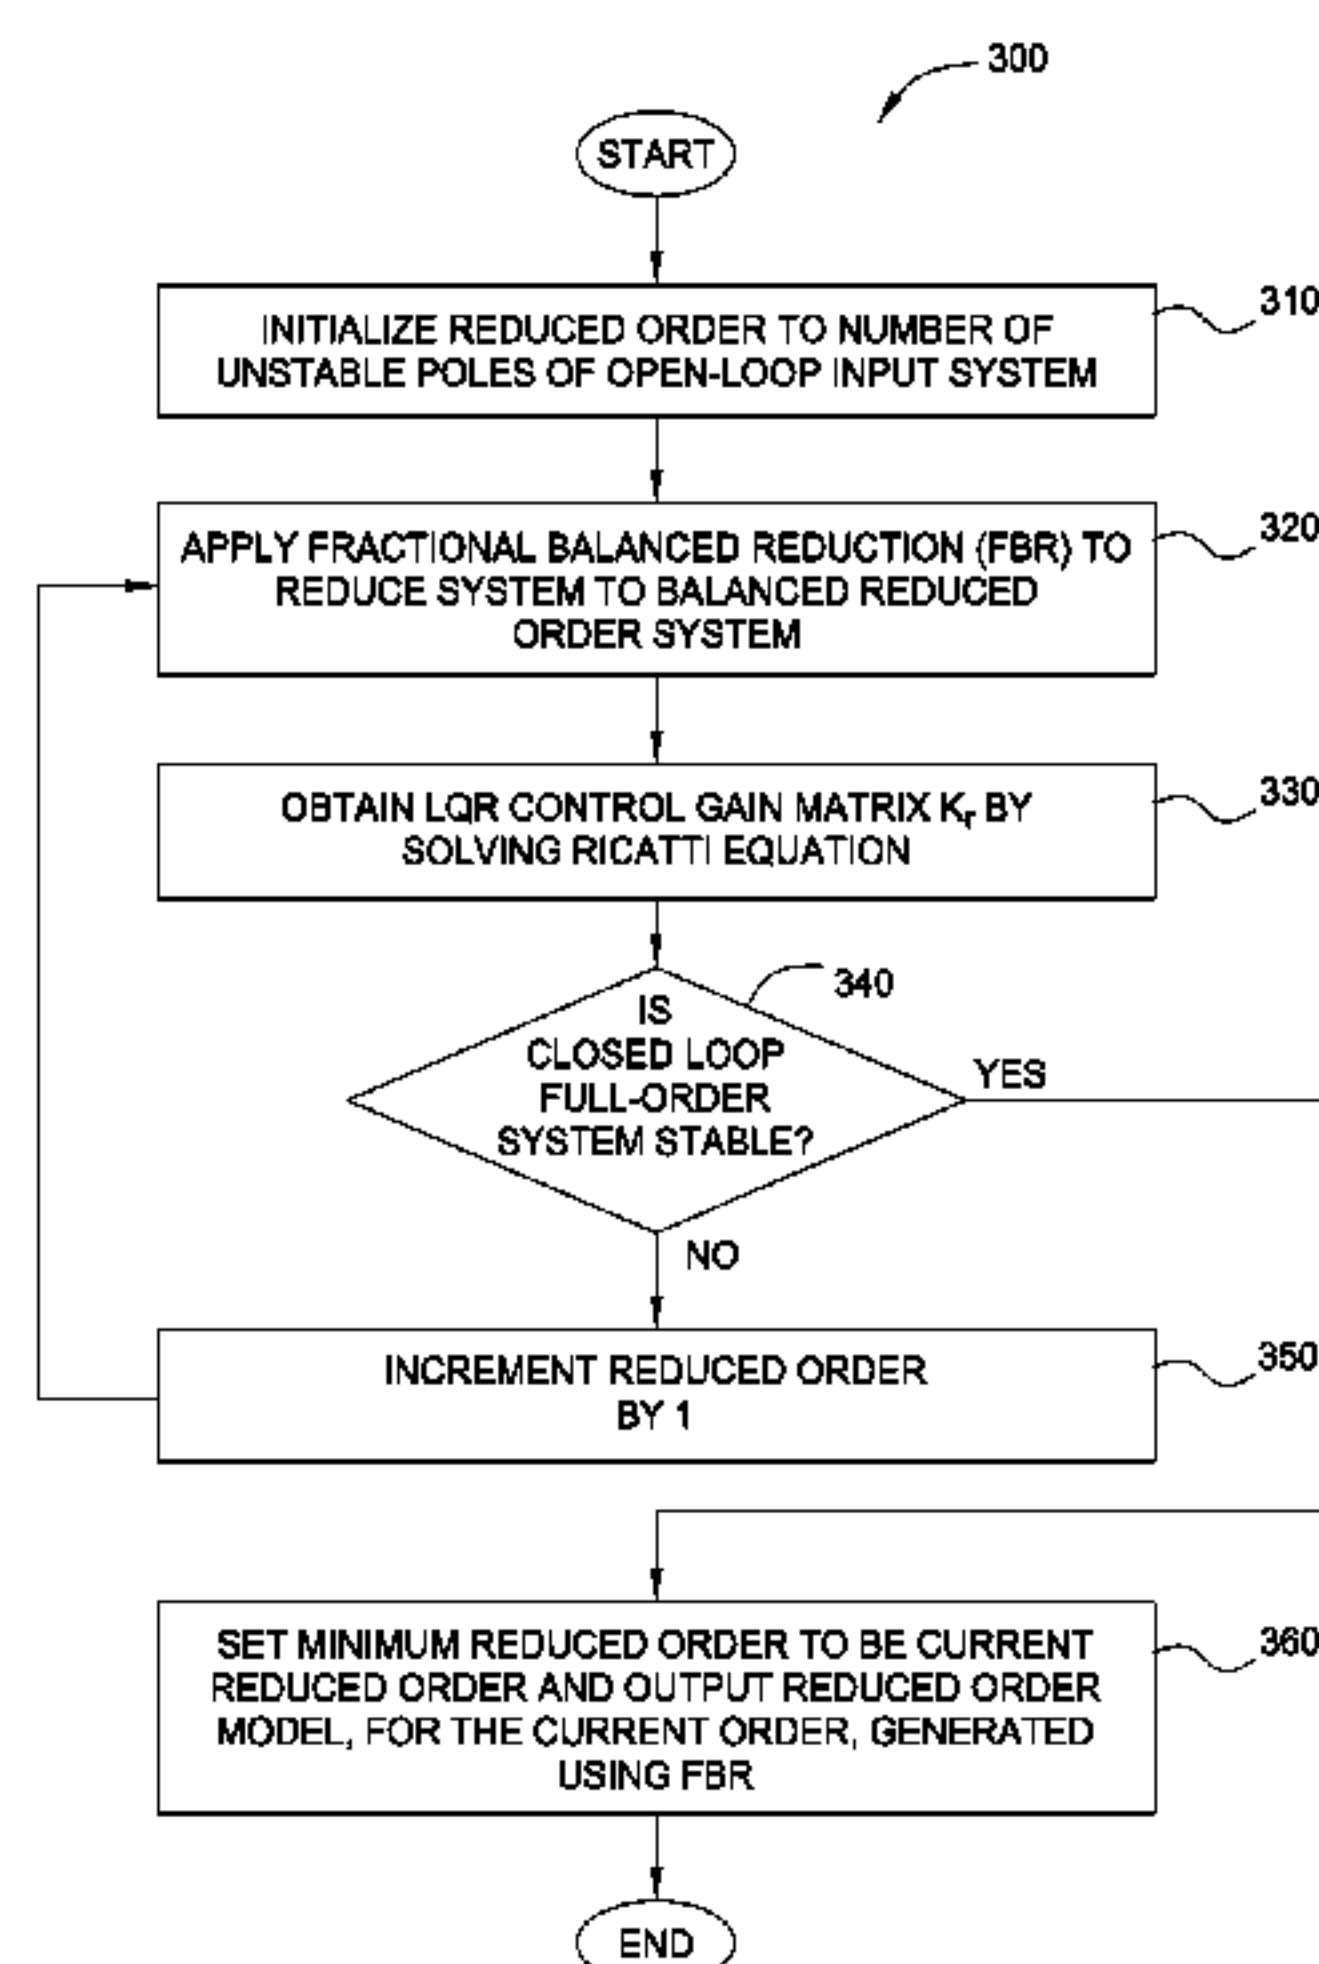 300
START
310
INITIALIZE REDUCED ORDER TO NUMBER OF
UNSTABLE POLES OF OPEN-LOOP INPUT SYSTEM
320
APPLY FRACTIONAL BALANCED REDUCTION (FBR) TO
REDUCE SYSTEM TO BALANCED REDUCED
ORDER SYSTEM
330
OBTAIN LQR CONTROL GAIN MATRIX Kr BY
SOLVING RICATTI EQUATION
340
IS
CLOSED LOOP
FULL-ORDER
SYSTEM STABLE?
YES
NO
350
INCREMENT REDUCED ORDER
BY 1
360
SET MINIMUM REDUCED ORDER TO BE CURRENT
REDUCED ORDER AND OUTPUT REDUCED ORDER
MODEL, FOR THE CURRENT ORDER, GENERATED
USING FBR
END